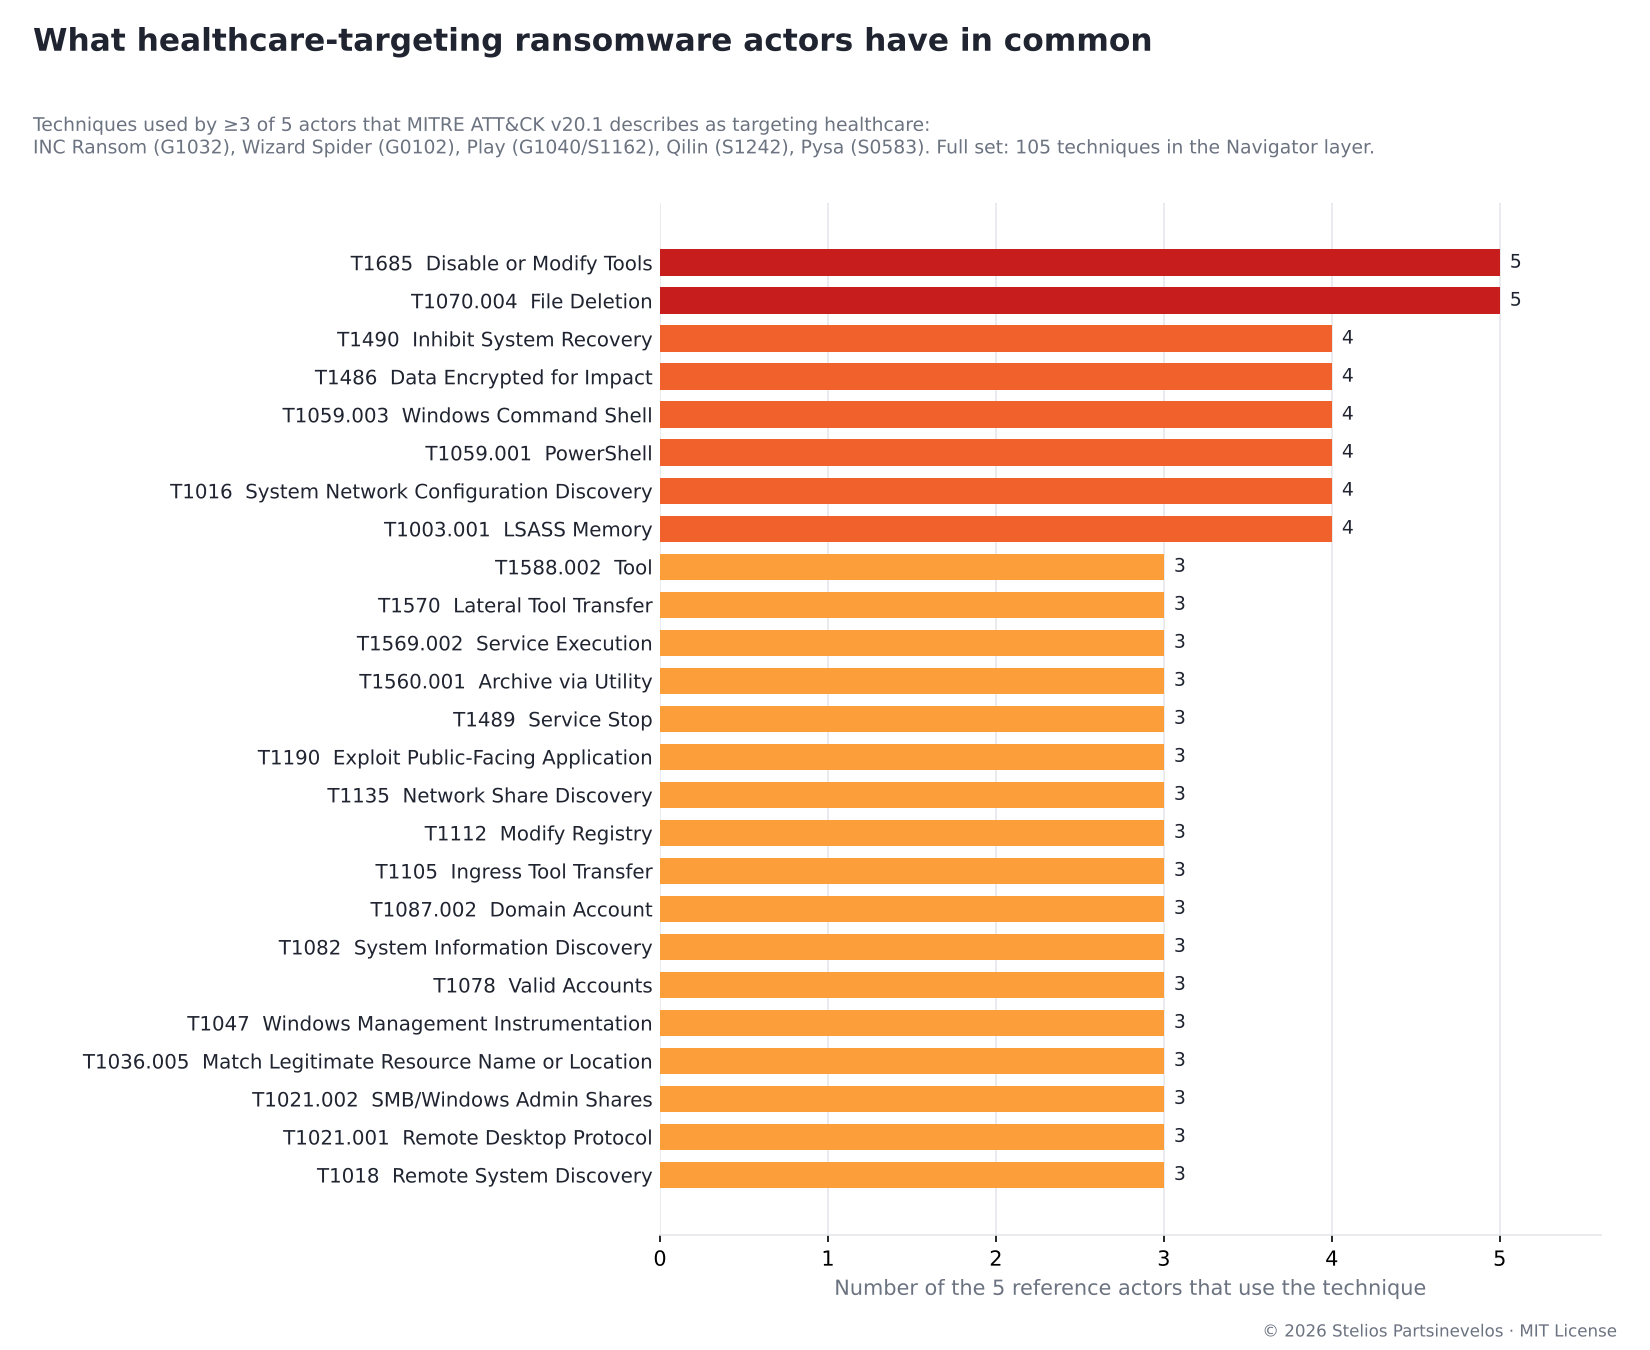 What healthcare-targeting ransomware actors have in common
Techniques used by ≥3 of 5 actors that MITRE ATT&CK v20.1 describes as targeting healthcare:
INC Ransom (G1032), Wizard Spider (G0102), Play (G1040/S1162), Qilin (S1242), Pysa (S0583). Full set: 105 techniques in the Navigator layer.
T1685 Disable or Modify Tools 5
T1070.004 File Deletion 5
T1490 Inhibit System Recovery 4
T1486 Data Encrypted for Impact 4
T1059.003 Windows Command Shell 4
T1059.001 PowerShell 4
T1016 System Network Configuration Discovery 4
T1003.001 LSASS Memory 4
T1588.002 Tool 3
T1570 Lateral Tool Transfer 3
T1569.002 Service Execution 3
T1560.001 Archive via Utility 3
T1489 Service Stop 3
T1190 Exploit Public-Facing Application 3
T1135 Network Share Discovery 3
T1112 Modify Registry 3
T1105 Ingress Tool Transfer 3
T1087.002 Domain Account 3
T1082 System Information Discovery 3
T1078 Valid Accounts 3
T1047 Windows Management Instrumentation 3
T1036.005 Match Legitimate Resource Name or Location 3
T1021.002 SMB/Windows Admin Shares 3
T1021.001 Remote Desktop Protocol 3
T1018 Remote System Discovery 3
0 1 2 3 4 5
Number of the 5 reference actors that use the technique
© 2026 Stelios Partsinevelos · MIT License